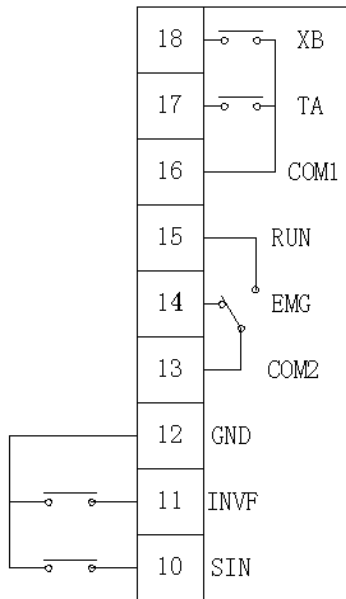 18 XB
17 TA
16 COM1
15 RUN
14 EMG
13 COM2
12 GND
11 INVF
10 SIN